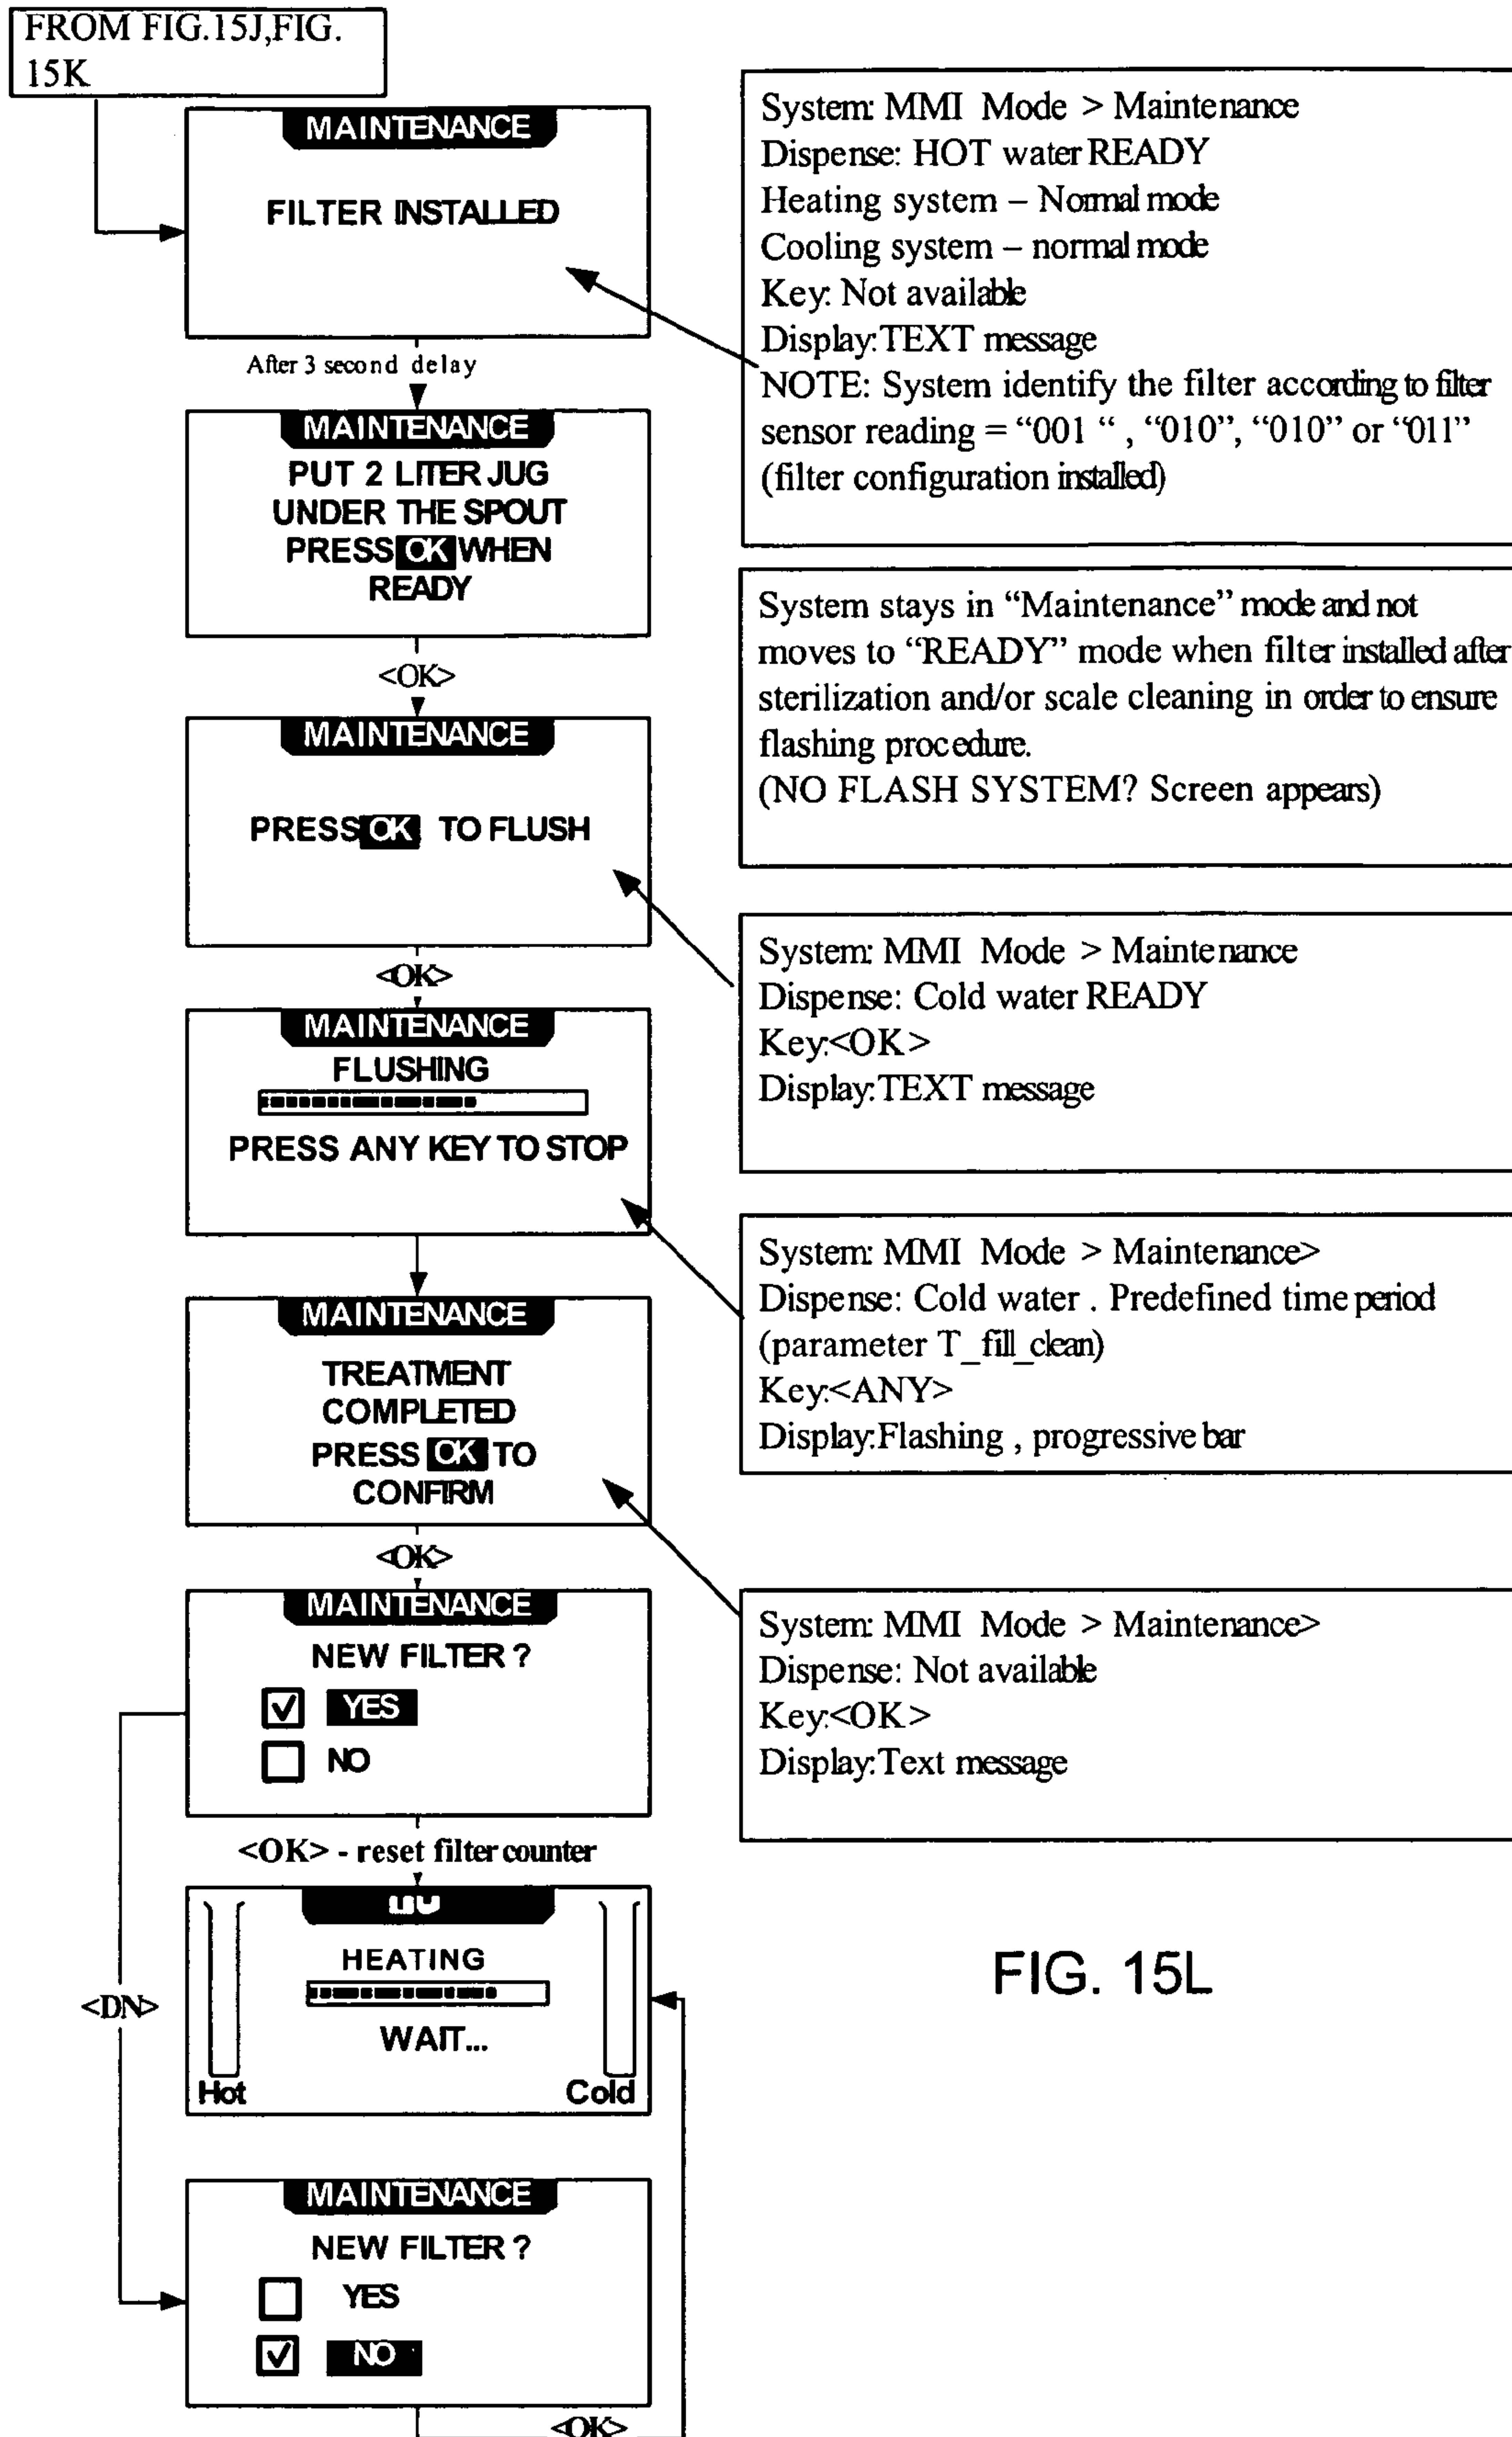 FROM FIG.15J,FIG.
15K
MAINTENANCE
FILTER INSTALLED
After 3 second delay
MAINTENANCE
PUT 2 LITER JUG
UNDER THE SPOUT
PRESS OK WHEN
READY
<OK>
MAINTENANCE
PRESS OK TO FLUSH
<OK>
MAINTENANCE
FLUSHING
PRESS ANY KEY TO STOP
MAINTENANCE
TREATMENT
COMPLETED
PRESS OK TO
CONFIRM
<OK>
MAINTENANCE
NEW FILTER ?
YES
NO
<OK> - reset filter counter
HEATING
WAIT...
Hot
Cold
<DN>
MAINTENANCE
NEW FILTER ?
YES
NO
<OK>
System: MMI Mode > Maintenance
Dispense: HOT water READY
Heating system – Normal mode
Cooling system – normal mode
Key: Not available
Display:TEXT message
NOTE: System identify the filter according to filter
sensor reading = “001 “ , “010”, “010” or “011”
(filter configuration installed)
System stays in “Maintenance” mode and not
moves to “READY” mode when filter installed after
sterilization and/or scale cleaning in order to ensure
flashing procedure.
(NO FLASH SYSTEM? Screen appears)
System: MMI Mode > Maintenance
Dispense: Cold water READY
Key:<OK>
Display:TEXT message
System: MMI Mode > Maintenance>
Dispense: Cold water . Predefined time period
(parameter T_fill_clean)
Key:<ANY>
Display:Flashing , progressive bar
System: MMI Mode > Maintenance>
Dispense: Not available
Key:<OK>
Display:Text message
FIG. 15L